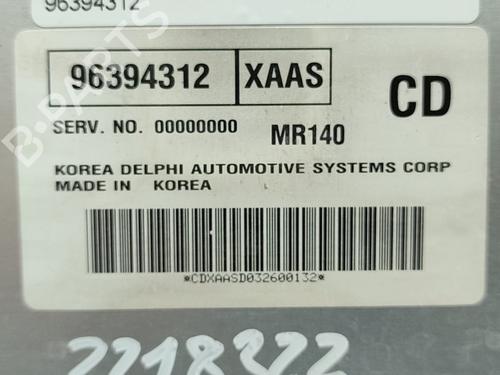 96394312
96394312 XAAS CD
SERV. NO. 00000000 MR140
KOREA DELPHI AUTOMOTIVE SYSTEMS CORP
MADE IN KOREA
*CDXAASD032600132*
2218322
B-PARTS